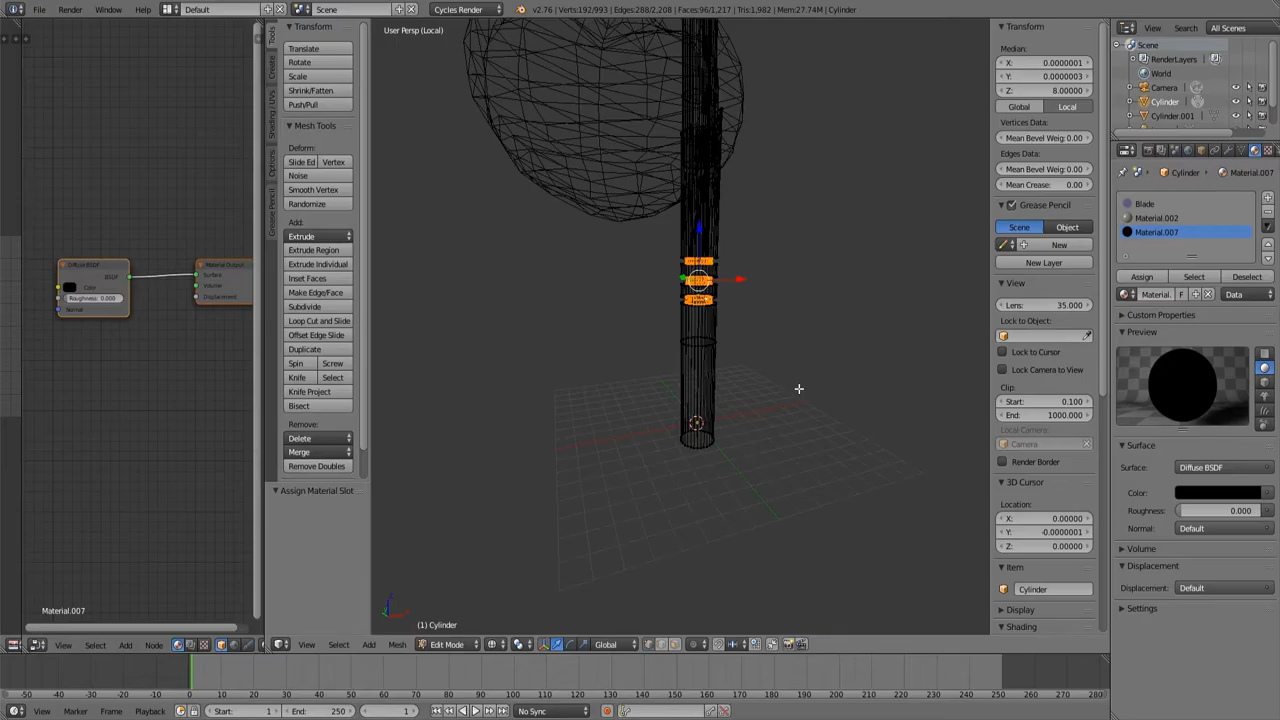 File Render Window Help Default Scene Cycles Render v2.76 | Verts:192/993 | Edges:288/2,208 | Faces:96/1,217 | Tris:1,982 | Mem:27.74M | Cylinder
Diffuse BSDF
BSDF
Color
Roughness: 0.000
Normal
Material Output
Surface
Volume
Displacement
Material.007
Tools
Create
Shading / UVs
Options
Grease Pencil
Transform
Translate
Rotate
Scale
Shrink/Fatten
Push/Pull
Mesh Tools
Deform:
Slide Ed Vertex
Noise
Smooth Vertex
Randomize
Add:
Extrude
Extrude Region
Extrude Individual
Inset Faces
Make Edge/Face
Subdivide
Loop Cut and Slide
Offset Edge Slide
Duplicate
Spin Screw
Knife Select
Knife Project
Bisect
Remove:
Delete
Merge
Remove Doubles
Assign Material Slot
User Persp (Local)
(1) Cylinder
Transform
Median:
X: 0.0000001
Y: 0.0000003
Z: 8.00000
Global Local
Vertices Data:
Mean Bevel Weig: 0.00
Edges Data:
Mean Bevel Weig: 0.00
Mean Crease: 0.00
Grease Pencil
Scene Object
New
New Layer
View
Lens: 35.000
Lock to Object:
Lock to Cursor
Lock Camera to View
Clip:
Start: 0.100
End: 1000.000
Local Camera:
Camera
Render Border
3D Cursor
Location:
X: 0.00000
Y: -0.0000001
Z: 0.00000
Item
Cylinder
Display
Shading
View Search All Scenes
Scene
RenderLayers
World
Camera
Cylinder
Cylinder.001
Cylinder Material.007
Blade
Material.002
Material.007
Assign Select Deselect
Material. F Data
Custom Properties
Preview
Surface
Surface: Diffuse BSDF
Color:
Roughness: 0.000
Normal: Default
Volume
Displacement
Displacement: Default
Settings
View Select Add Node
View Select Add Mesh Edit Mode Global
-50 -40 -30 -20 -10 0 10 20 30 40 50 60 70 80 90 100 110 120 130 140 150 160 170 180 190 200 210 220 230 240 250 260 270 280
View Marker Frame Playback Start: 1 End: 250 1 No Sync